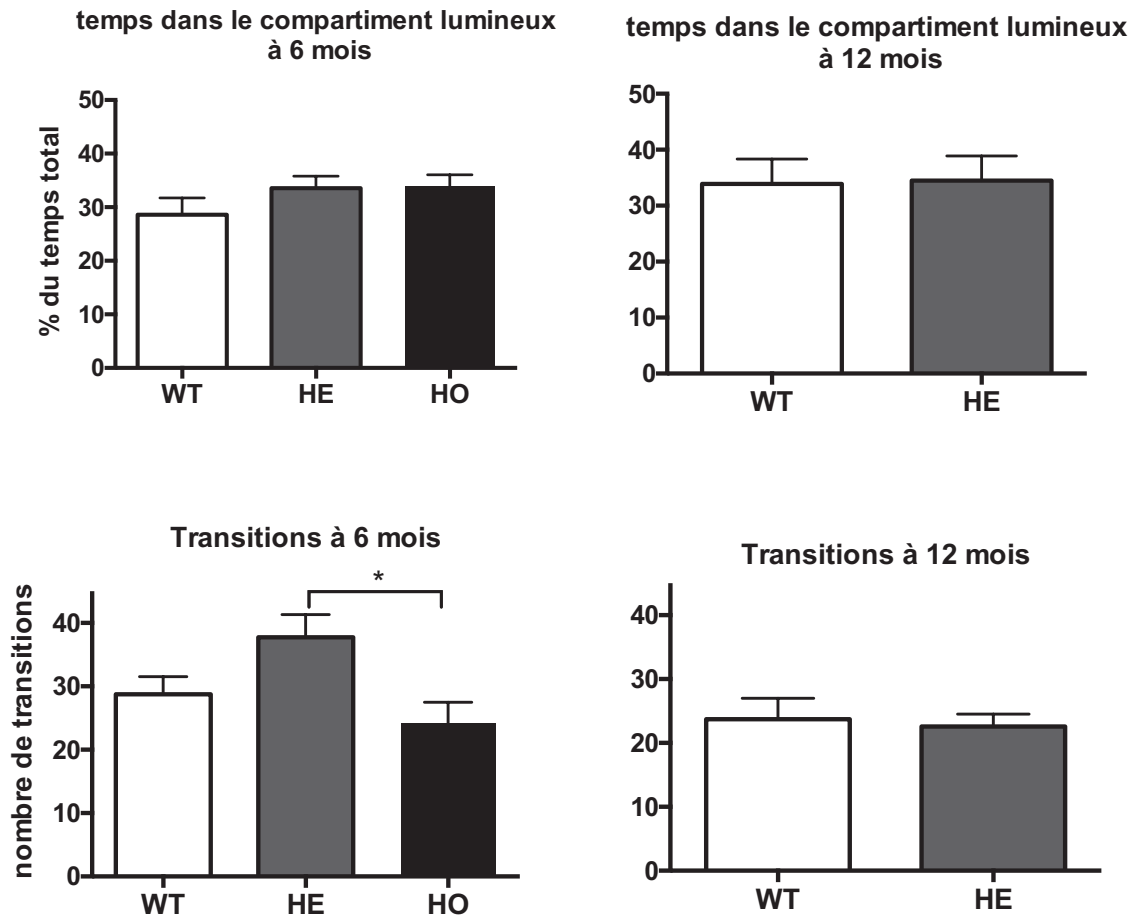 temps dans le compartiment lumineux
à 6 mois
% du temps total
50
40
30
20
10
0
WT HE HO
temps dans le compartiment lumineux
à 12 mois
50
40
30
20
10
0
WT HE
Transitions à 6 mois
*
nombre de transitions
40
30
20
10
0
WT HE HO
Transitions à 12 mois
40
30
20
10
0
WT HE